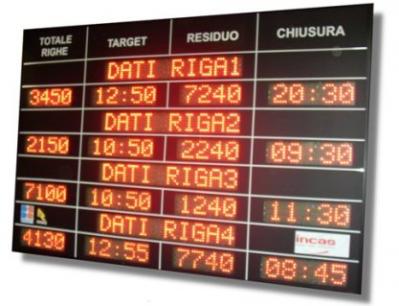 TOTALE RIGHE TARGET RESIDUO CHIUSURA
DATI RIGA1
3450 12:50 7240 20:30
DATI RIGA2
2150 10:50 2240 09:30
DATI RIGA3
7100 10:50 1240 11:30
DATI RIGA4
incas
4130 12:55 7740 08:45